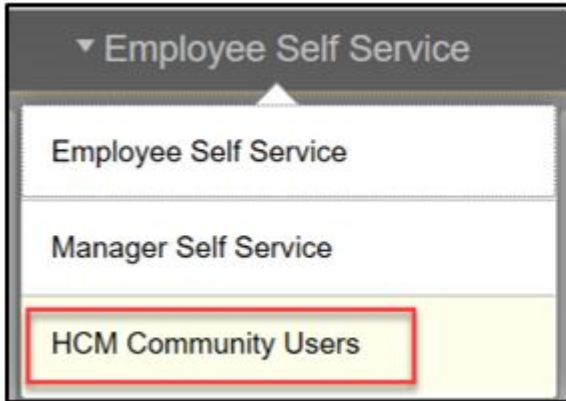 Employee Self Service
Employee Self Service
Manager Self Service
HCM Community Users